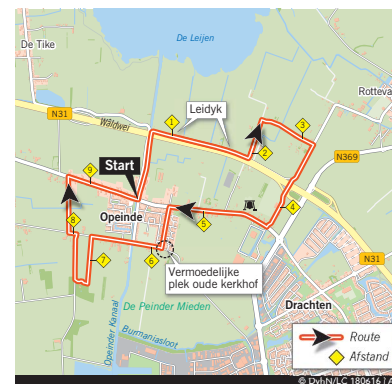 De Leijen
De Tike
N31
Wâldwei
Leidyk
Rotteva
N369
1
2
3
4
5
6
7
8
9
Start
Opeinde
N31
Vermoedelijke
plek oude kerkhof
De Peinder Mieden
Drachten
Opeinder Kanaal
Burmaniasloot
Route
Afstand
© DvhN/LC 180616 /